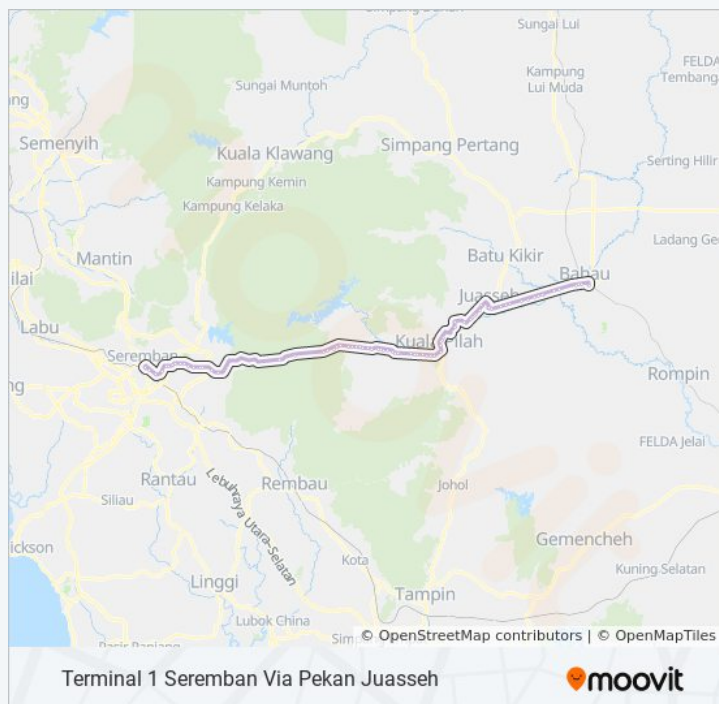 Sungai Lui
Semenyih
Sungai Muntoh
Kampung
Lui Muda
FELDA
Tembanga
Kuala Klawang
Simpang Pertang
Kampung Kemin
Kampung Kelaka
Serting Hilir
Mantin
Batu Kikir
Ladang Ge
Bahau
Juasseh
Labu
Seremban
Kuala Pilah
Rompin
FELDA Jelai
Rantau
Siliau
Lebuhraya Utara-Selatan
Rembau
Johol
Gemencheh
Kota
Kuning Selatan
Linggi
Tampin
Lubok China
© OpenStreetMap contributors | © OpenMapTiles
Terminal 1 Seremban Via Pekan Juasseh
moovit